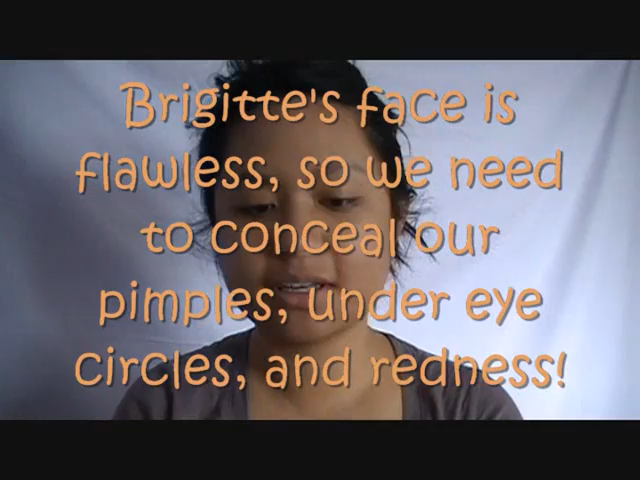 Brigitte's face is
flawless, so we need
to conceal our
pimples, under eye
circles, and redness!